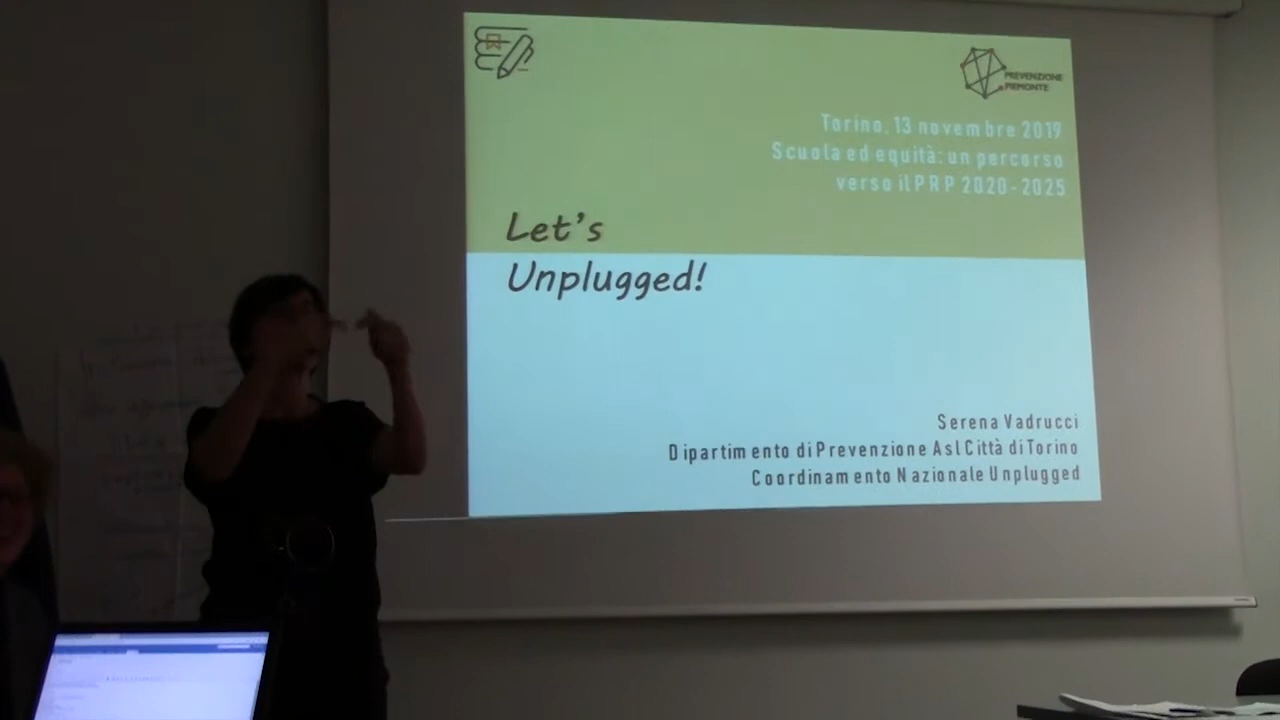 PREVENZIONE
PIEMONTE
Torino, 13 novembre 2019
Scuola ed equità: un percorso
verso il PRP 2020-2025
Let's
Unplugged!
Serena Vadrucci
Dipartimento di Prevenzione Asl Città di Torino
Coordinamento Nazionale Unplugged